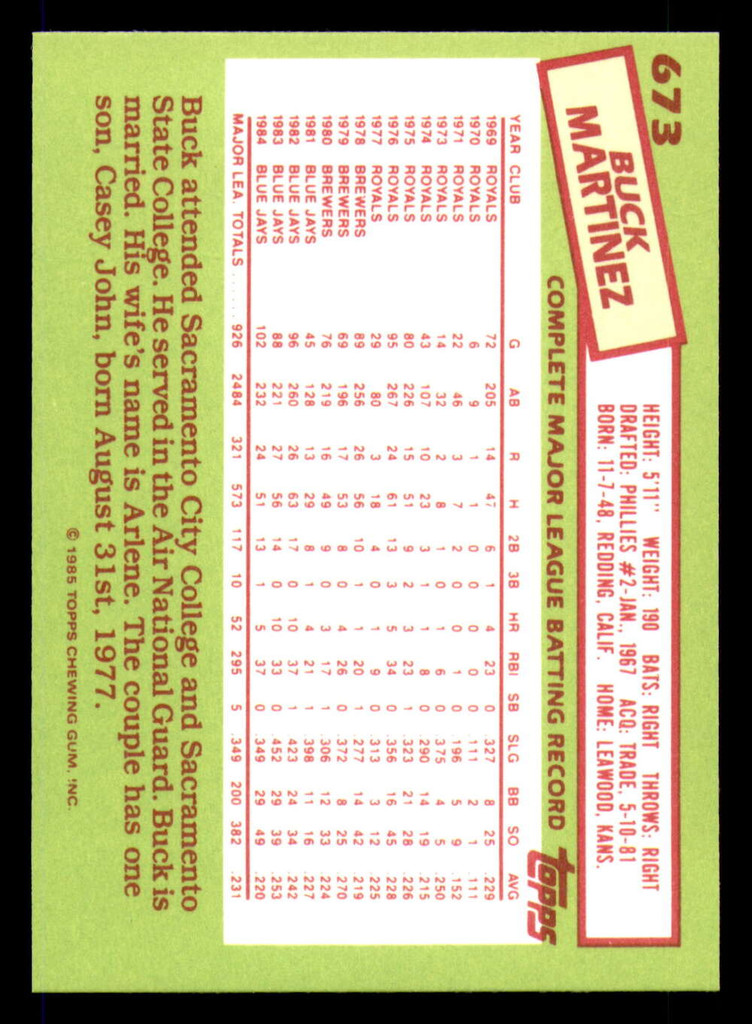 673
BUCK
MARTINEZ
HEIGHT: 5'11" WEIGHT: 190 BATS: RIGHT THROWS: RIGHT
DRAFTED: PHILLIES #2-JAN., 1967 ACQ: TRADE, 5-10-81
BORN: 11-7-48, REDDING, CALIF. HOME: LEAWOOD, KANS.
COMPLETE MAJOR LEAGUE BATTING RECORD
topps
YEAR CLUB G AB R H 2B 3B HR RBI SB SLG BB SO AVG
1969 ROYALS 72 205 14 47 6 1 4 23 0 .327 8 25 .229
1970 ROYALS 6 9 1 1 0 0 0 0 0 .111 2 1 .111
1971 ROYALS 22 46 3 7 2 0 0 1 0 .196 5 9 .152
1973 ROYALS 14 32 2 8 1 0 1 6 0 .375 4 5 .250
1974 ROYALS 43 107 10 23 3 1 1 8 0 .290 14 19 .215
1975 ROYALS 80 226 15 51 9 2 3 23 1 .323 21 28 .226
1976 ROYALS 95 267 24 61 13 3 5 34 0 .356 16 45 .228
1977 ROYALS 29 80 3 18 4 0 1 9 0 .313 3 12 .225
1978 BREWERS 89 256 26 56 10 1 1 20 1 .277 14 42 .219
1979 BREWERS 69 196 17 53 8 0 4 26 0 .372 8 25 .270
1980 BREWERS 76 219 16 49 9 0 3 17 1 .306 12 33 .224
1981 BLUE JAYS 45 128 13 29 8 1 4 21 1 .398 11 16 .227
1982 BLUE JAYS 96 260 26 63 17 0 10 37 1 .423 24 34 .242
1983 BLUE JAYS 88 221 27 56 14 0 10 33 0 .452 29 39 .253
1984 BLUE JAYS 102 232 24 51 13 1 5 37 0 .349 29 49 .220
MAJOR LEA. TOTALS ...... 926 2484 321 573 117 10 52 295 5 .349 200 382 .231
Buck attended Sacramento City College and Sacramento
State College. He served in the Air National Guard. Buck is
married. His wife's name is Arlene. The couple has one
son, Casey John, born August 31st, 1977.
© 1985 TOPPS CHEWING GUM, INC.